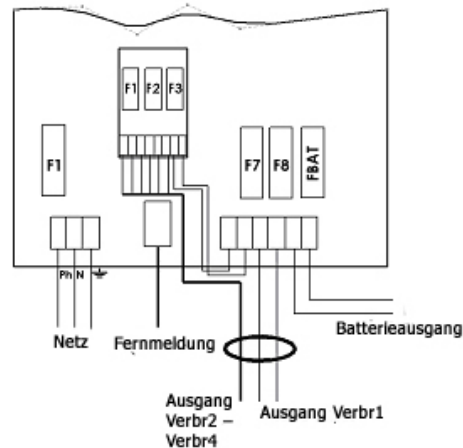 F1 F2 F3
F1
F7 F8 FBAT
Ph N
Netz
Fernmeldung
Batterieausgang
Ausgang
Verbr2 –
Verbr4
Ausgang Verbr1